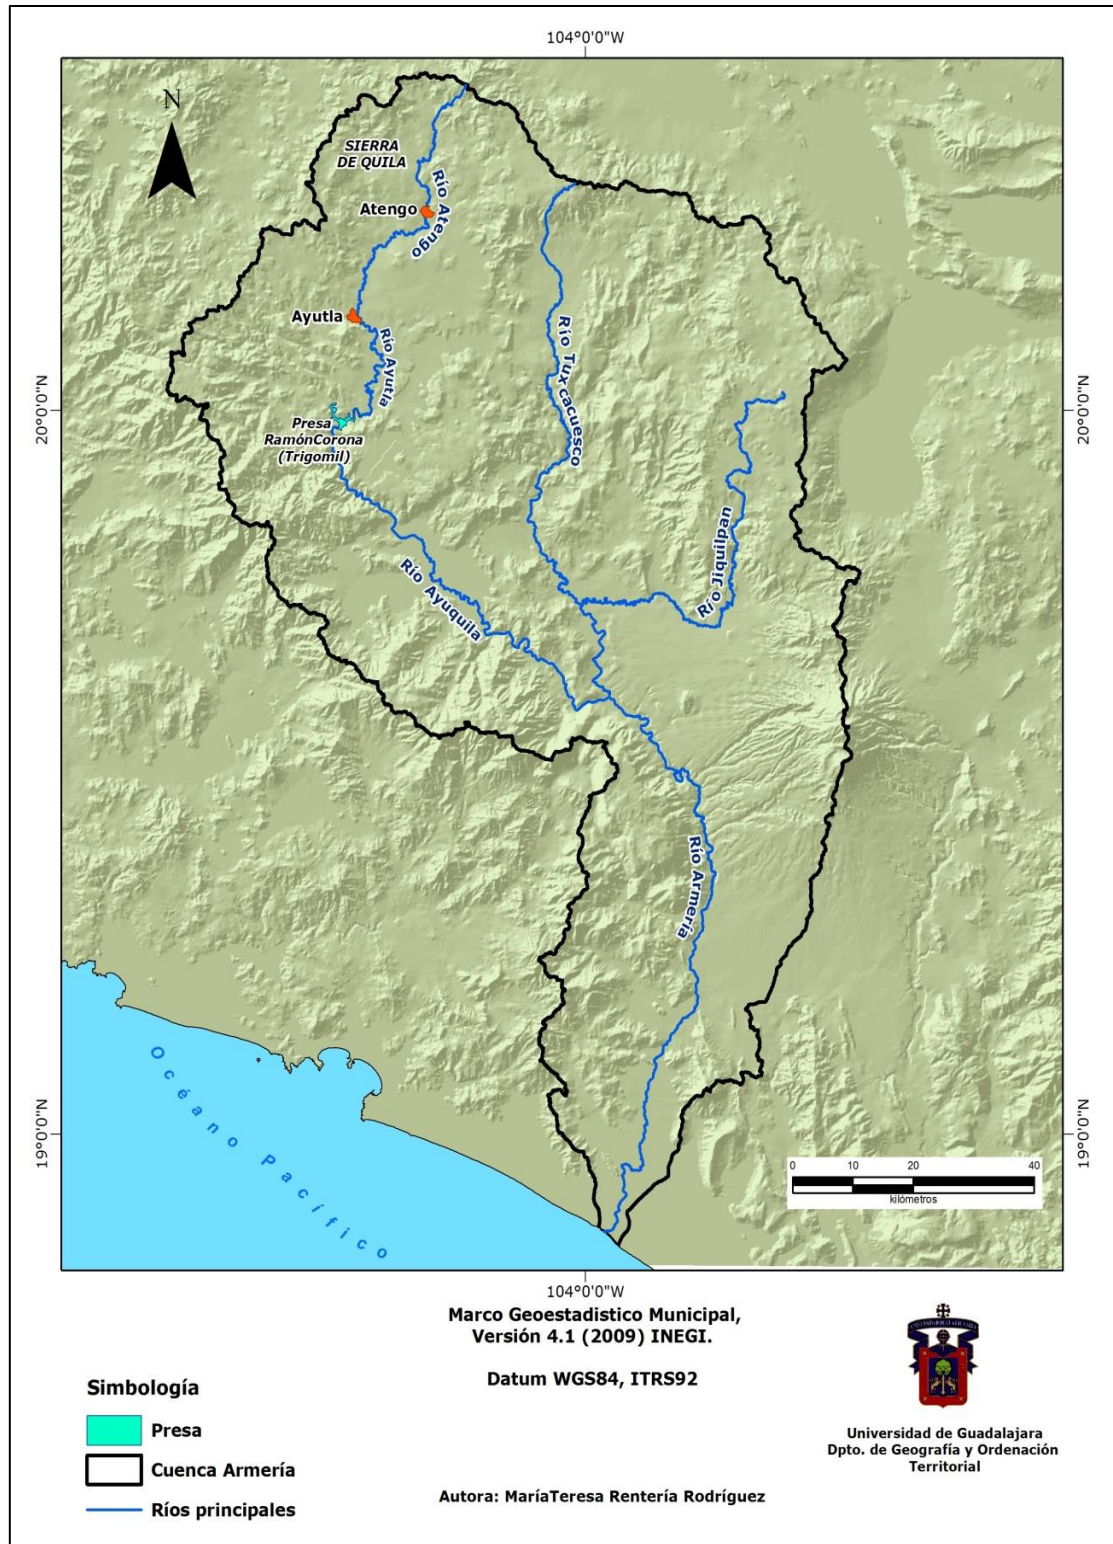 104°0'0"W
N
SIERRA
DE QUILA
Atengo
Río Atengo
Ayutla
Río Ayutla
Río Tuxcacuesco
20°0'0"N
20°0'0"N
Presa
RamónCorona
(Trigomil)
Río Jiquilpan
Río Ayuquila
Río Armería
Océano Pacífico
19°0'0"N
19°0'0"N
0 10 20 40
kilómetros
104°0'0"W
Marco Geoestadistico Municipal,
Versión 4.1 (2009) INEGI.
Datum WGS84, ITRS92
Simbología
Presa
Cuenca Armería
Ríos principales
Universidad de Guadalajara
Dpto. de Geografía y Ordenación
Territorial
Autora: MaríaTeresa Rentería Rodríguez